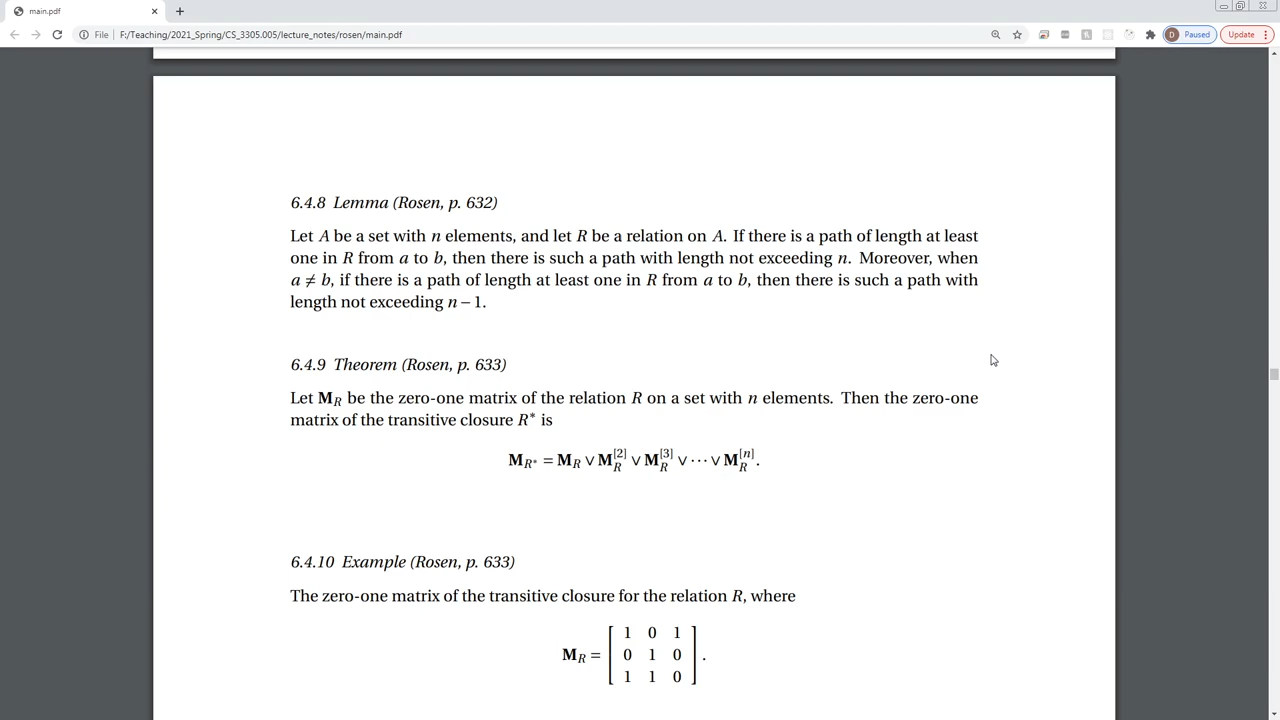 main.pdf
File | F:/Teaching/2021_Spring/CS_3305.005/lecture_notes/rosen/main.pdf
D Paused
Update
6.4.8 Lemma (Rosen, p. 632)
Let A be a set with n elements, and let R be a relation on A. If there is a path of length at least
one in R from a to b, then there is such a path with length not exceeding n. Moreover, when
a ≠ b, if there is a path of length at least one in R from a to b, then there is such a path with
length not exceeding n − 1.
6.4.9 Theorem (Rosen, p. 633)
Let M_R be the zero-one matrix of the relation R on a set with n elements. Then the zero-one
matrix of the transitive closure R* is
M_{R*} = M_R ∨ M_R^{[2]} ∨ M_R^{[3]} ∨ ⋯ ∨ M_R^{[n]}.
6.4.10 Example (Rosen, p. 633)
The zero-one matrix of the transitive closure for the relation R, where
1 0 1
M_R = [ 0 1 0 ] .
1 1 0